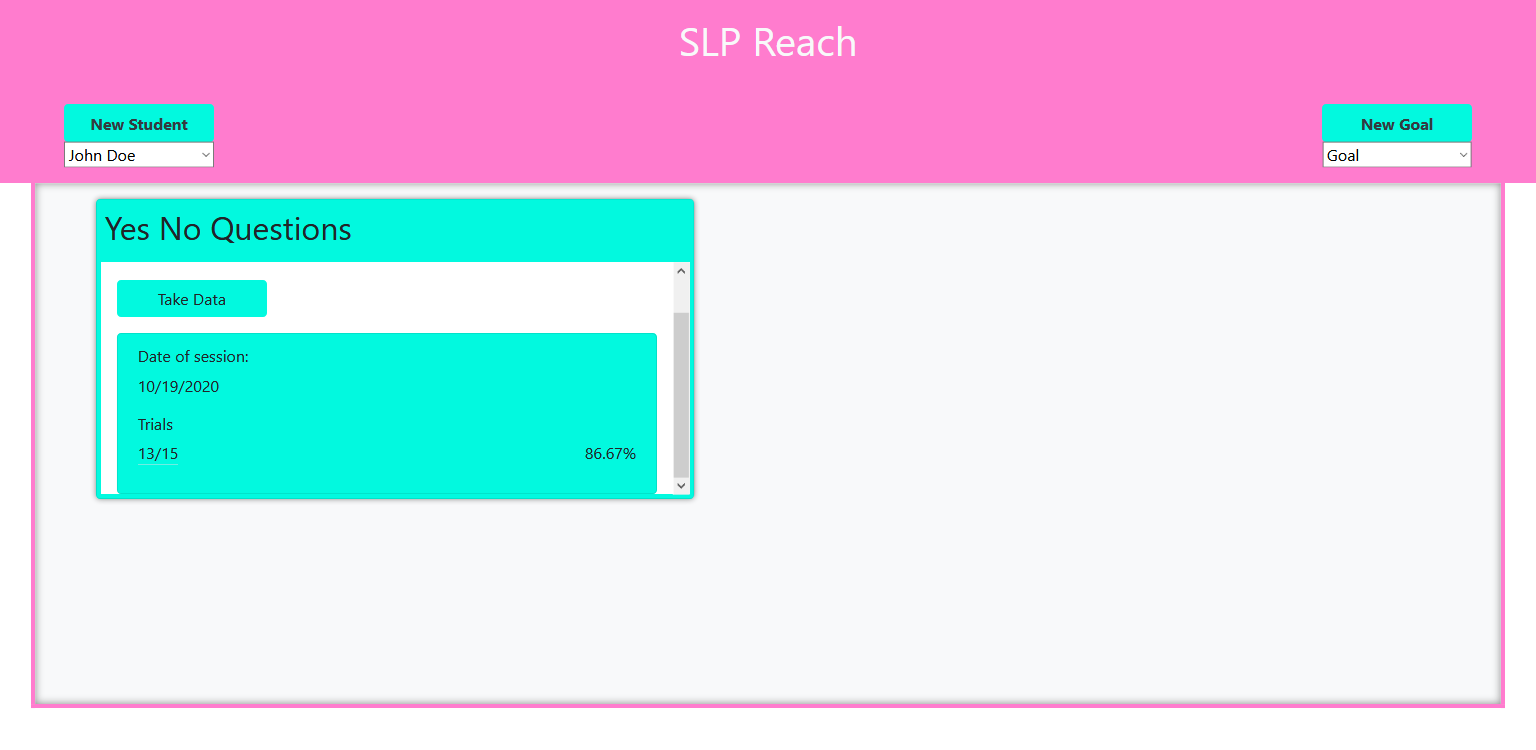 SLP Reach
New Student
New Goal
John Doe
Goal
Yes No Questions
Take Data
Date of session:
10/19/2020
Trials
13/15 86.67%